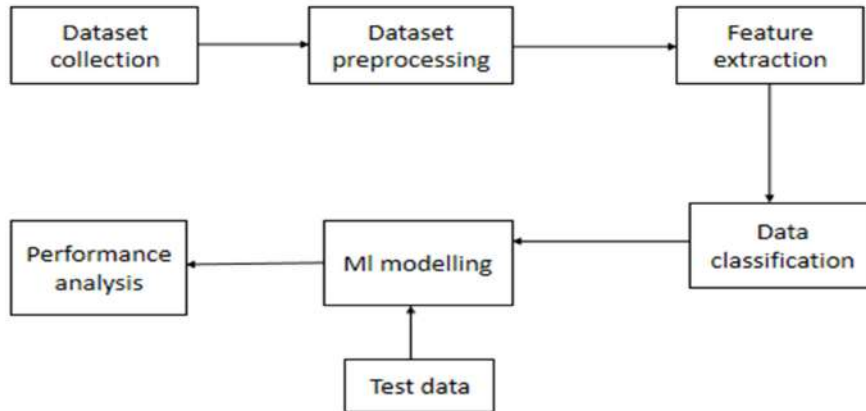 Dataset
collection
Dataset
preprocessing
Feature
extraction
Data
classification
Ml modelling
Performance
analysis
Test data